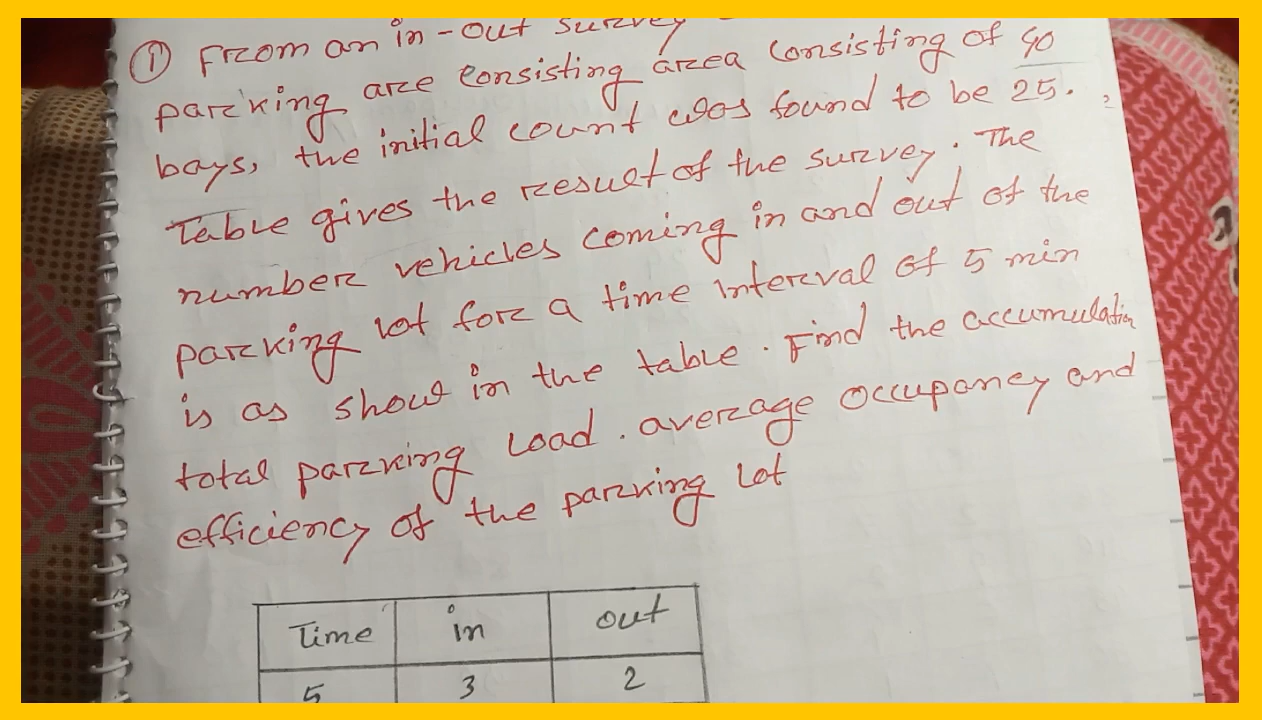 ① From an in-out survey
parking are consisting area consisting of 40
bays, the initial count was found to be 25.
Table gives the result of the survey. The
number vehicles coming in and out of the
parking lot for a time interval of 5 min
is as show in the table. Find the accumulation
total parking load. average occupancy and
efficiency of the parking lot
Time in out
5 3 2